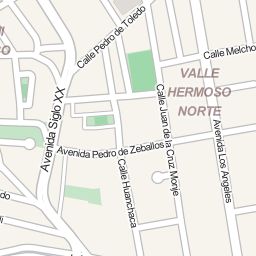 Calle Pedro de Toledo
Calle Melcho
VALLE
HERMOSO
NORTE
Avenida Siglo XX
Calle Juan de la Cruz Monje
Avenida Los Angeles
Avenida Pedro de Zeballos
Calle Huanchaca